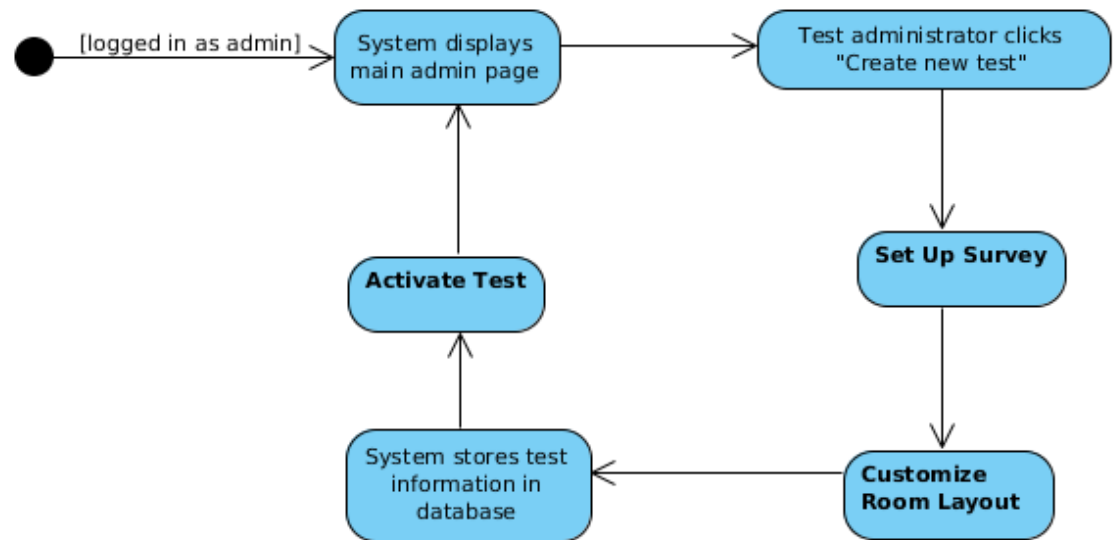 [logged in as admin]
System displays
main admin page
Test administrator clicks
"Create new test"
Set Up Survey
Customize
Room Layout
System stores test
information in
database
Activate Test